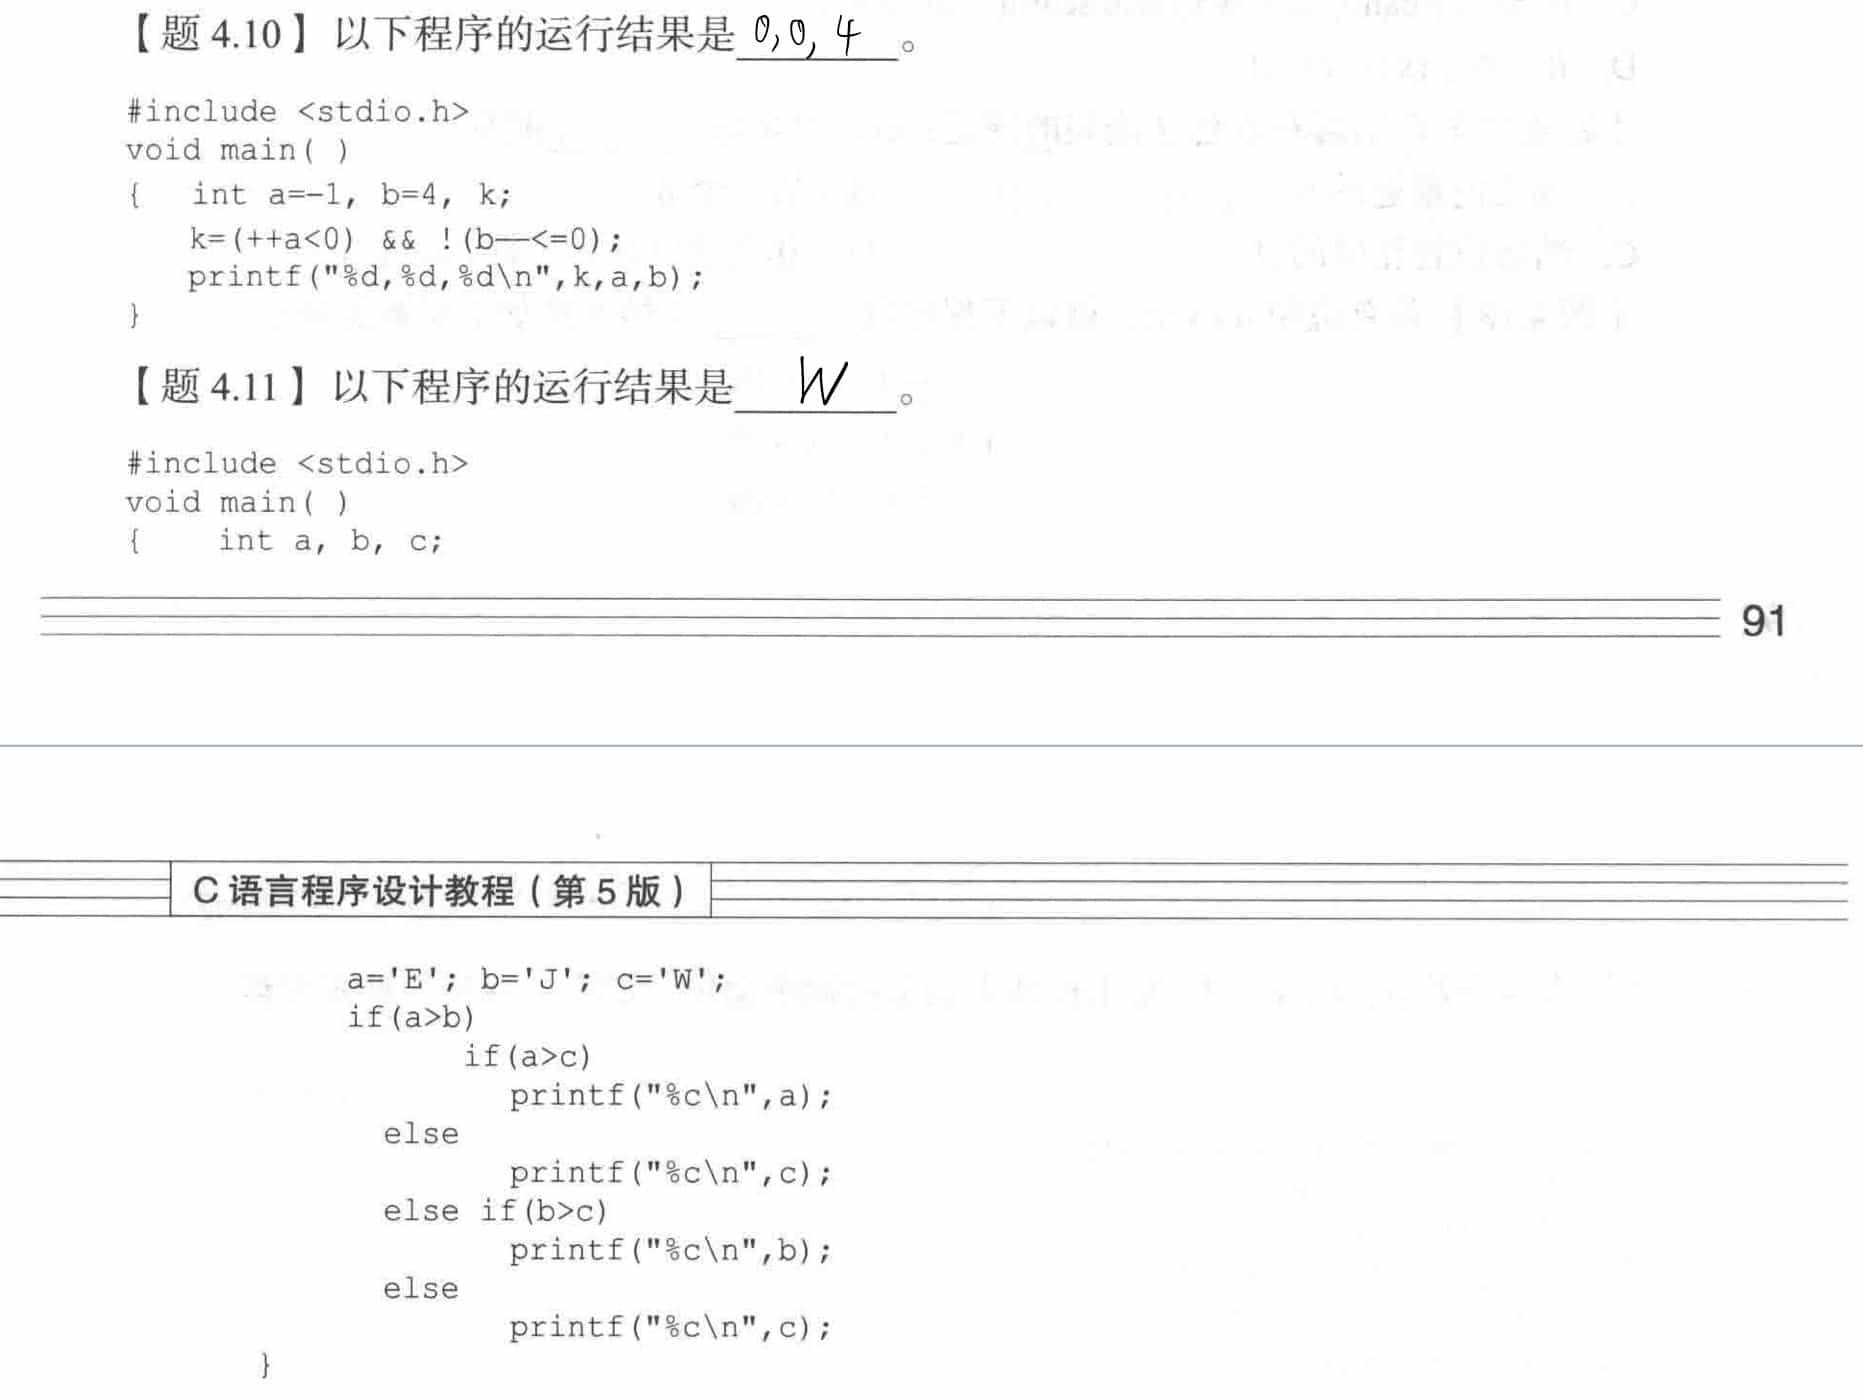 【题 4.10】 以下程序的运行结果是 0,0,4 。
#include <stdio.h>
void main( )
{ int a=-1, b=4, k;
k=(++a<0) && !(b—<=0);
printf("%d,%d,%d\n",k,a,b);
}
【题 4.11】 以下程序的运行结果是 W 。
#include <stdio.h>
void main( )
{ int a, b, c;
91
C 语言程序设计教程（第 5 版）
a='E'; b='J'; c='W';
if(a>b)
if(a>c)
printf("%c\n",a);
else
printf("%c\n",c);
else if(b>c)
printf("%c\n",b);
else
printf("%c\n",c);
}